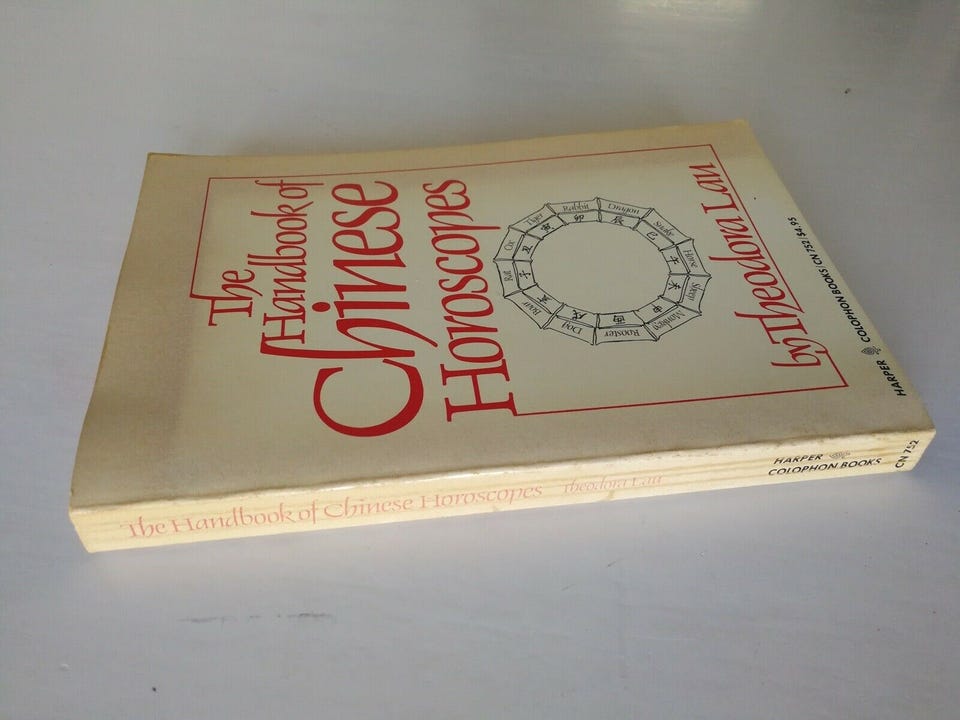 The
Handbook of
Chinese
Horoscopes
Rat
Ox
Tiger
Rabbit
Dragon
Snake
Horse
Sheep
Monkey
Rooster
Dog
Boar
子
丑
寅
卯
辰
巳
午
未
申
酉
戌
亥
by Theodora Lau
HARPER COLOPHON BOOKS/CN 752/$4.95
The Handbook of Chinese Horoscopes Theodora Lau
HARPER
COLOPHON BOOKS
CN 752